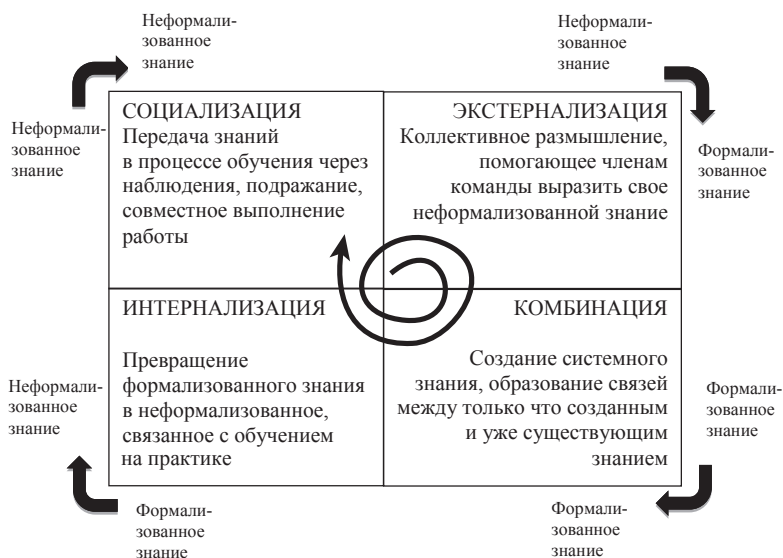 Неформали-
зованное
знание
Неформали-
зованное
знание
Неформали-
зованное
знание
Формали-
зованное
знание
СОЦИАЛИЗАЦИЯ
Передача знаний
в процессе обучения через
наблюдения, подражание,
совместное выполнение
работы
ЭКСТЕРНАЛИЗАЦИЯ
Коллективное размышление,
помогающее членам
команды выразить свое
неформализованной знание
ИНТЕРНАЛИЗАЦИЯ
Превращение
формализованного знания
в неформализованное,
связанное с обучением
на практике
КОМБИНАЦИЯ
Создание системного
знания, образование связей
между только что созданным
и уже существующим
знанием
Неформали-
зованное
знание
Формали-
зованное
знание
Формали-
зованное
знание
Формали-
зованное
знание